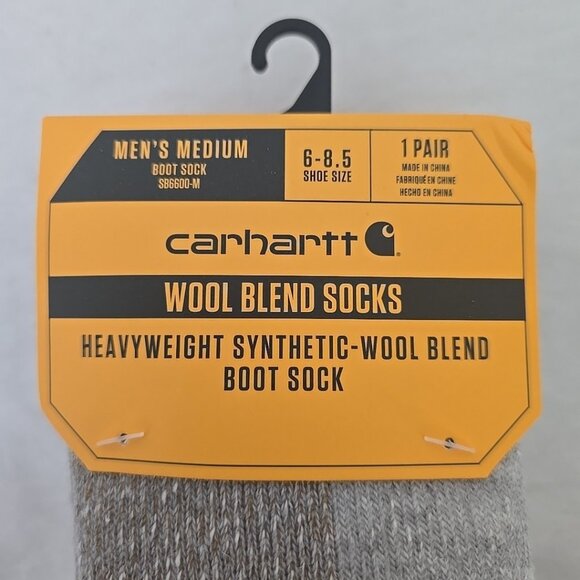 MEN'S MEDIUM
BOOT SOCK
SB6600-M
6-8.5
SHOE SIZE
1 PAIR
MADE IN CHINA
FABRIQUÉ EN CHINE
HECHO EN CHINA
carhartt
WOOL BLEND SOCKS
HEAVYWEIGHT SYNTHETIC-WOOL BLEND
BOOT SOCK